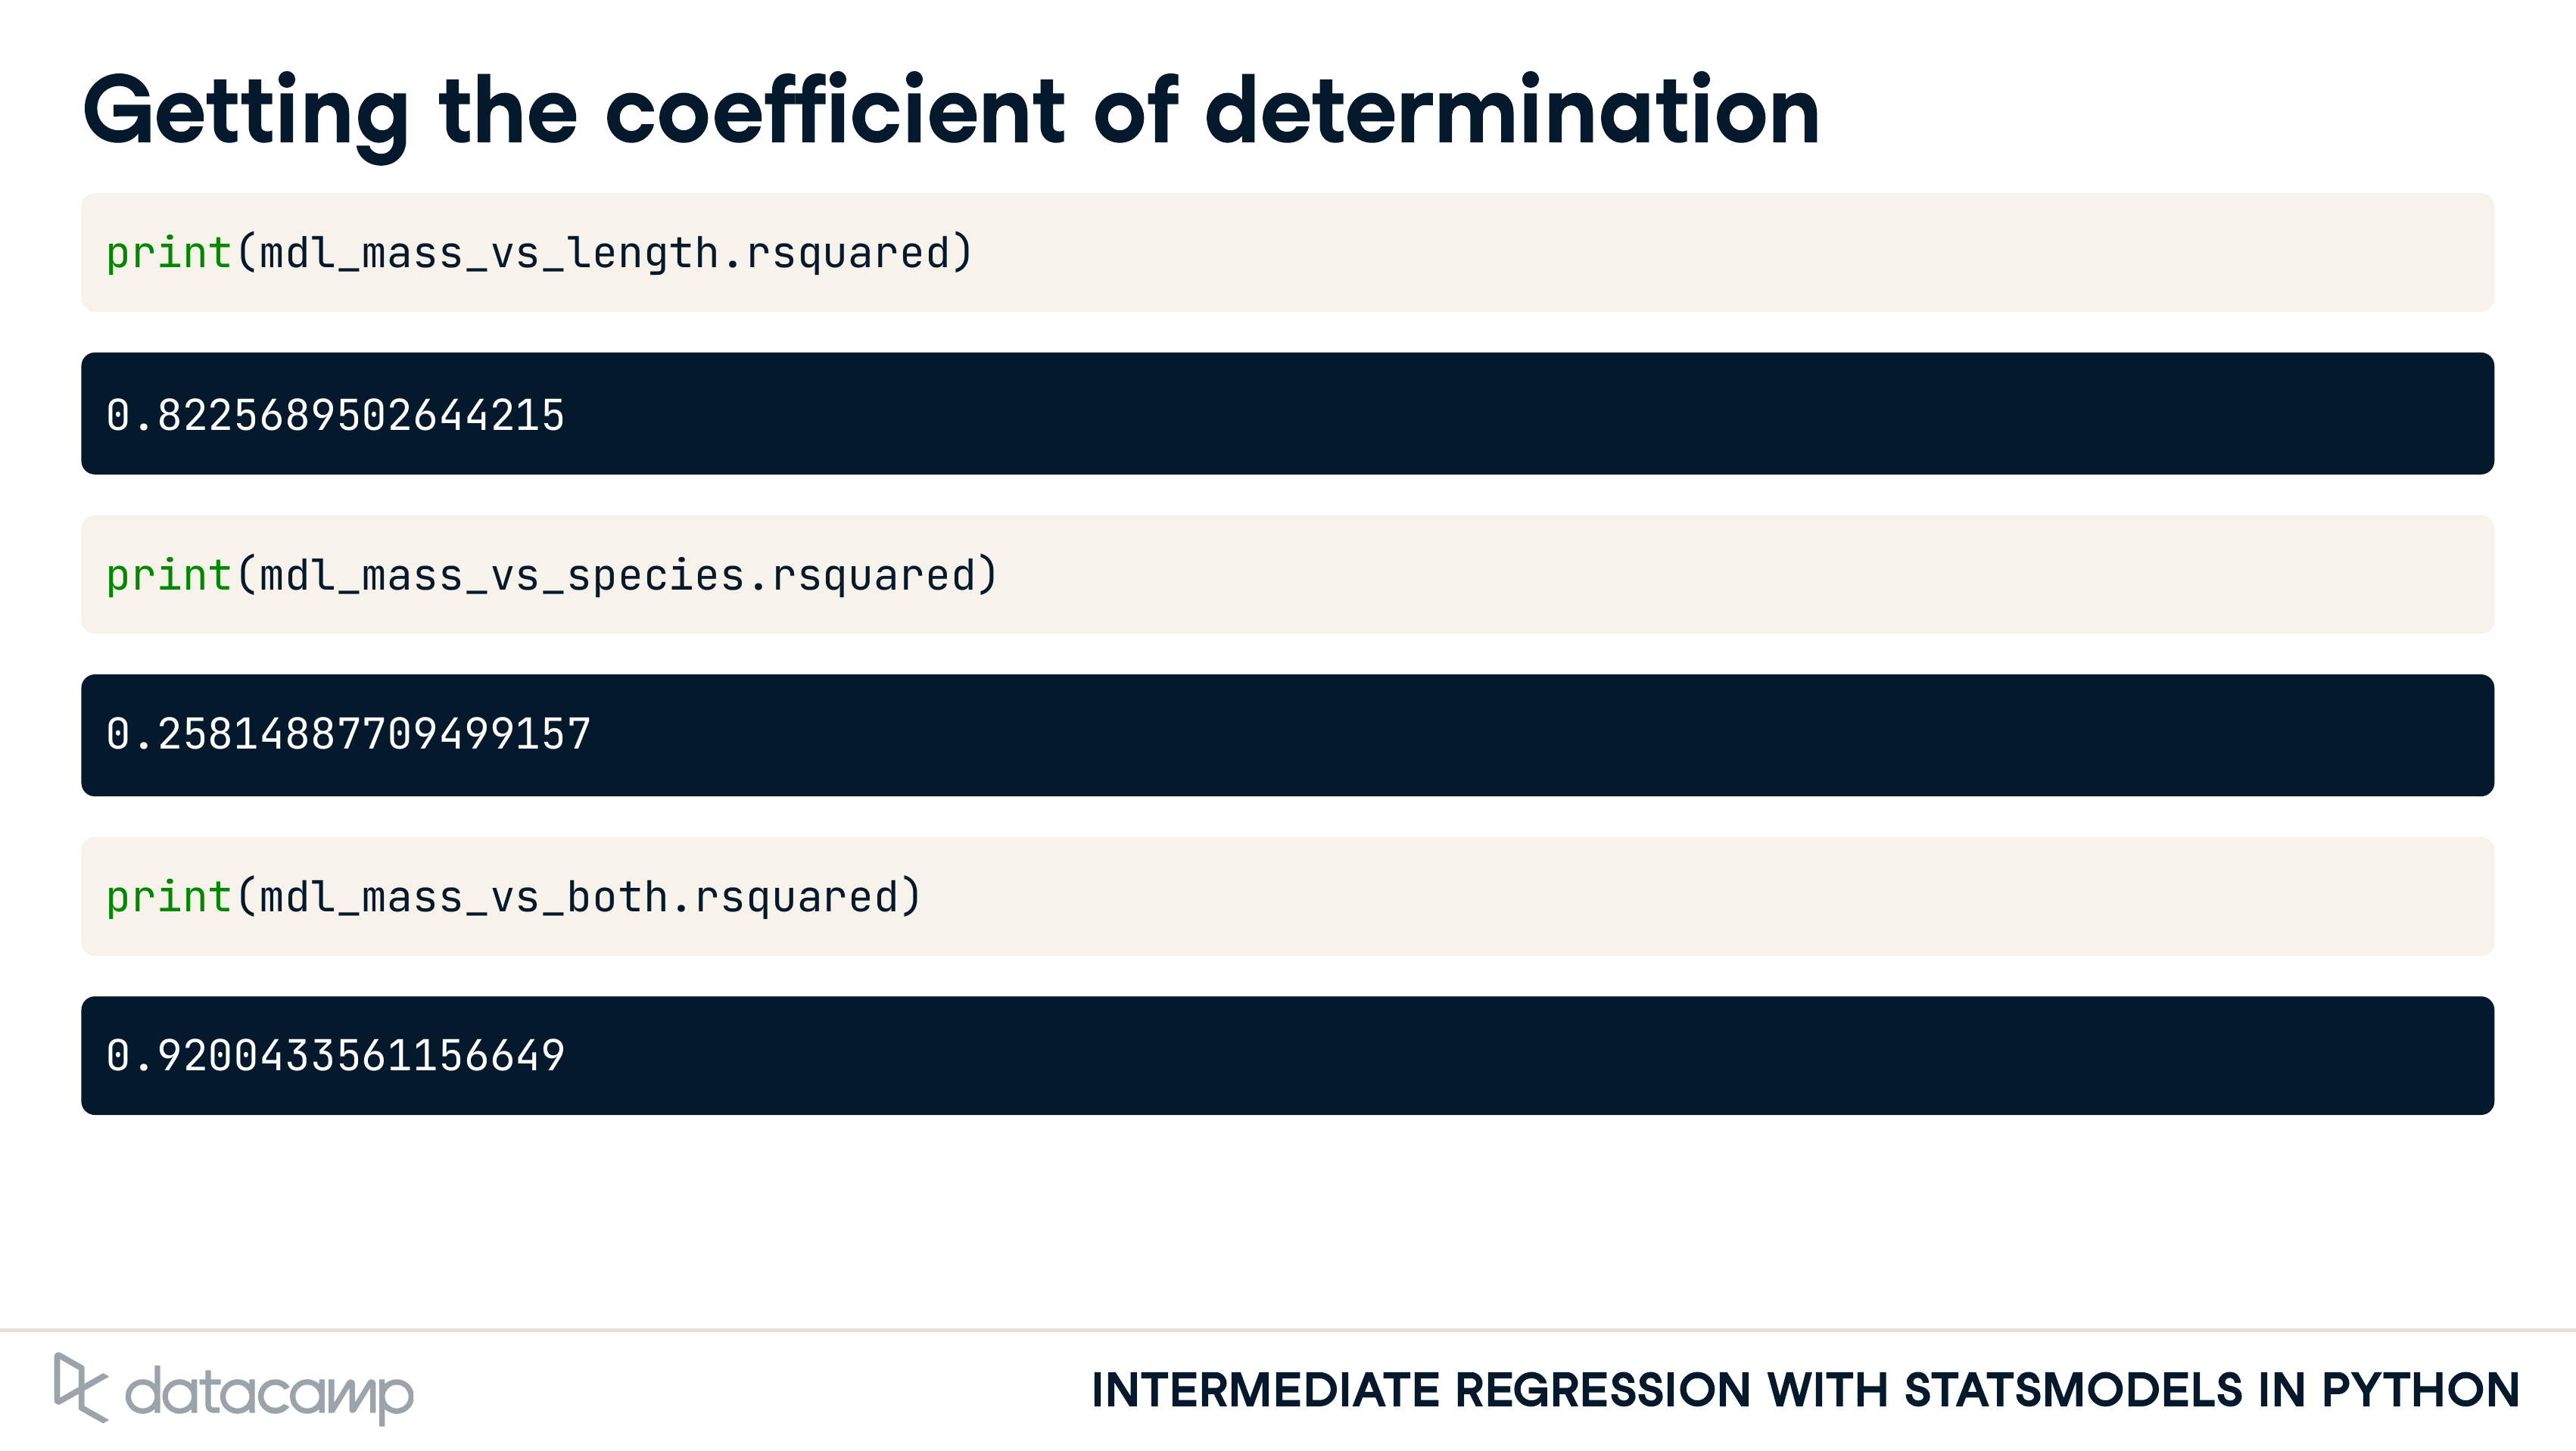 Getting the coefficient of determination
print(mdl_mass_vs_length.rsquared)
0.8225689502644215
print(mdl_mass_vs_species.rsquared)
0.25814887709499157
print(mdl_mass_vs_both.rsquared)
0.9200433561156649
datacamp
INTERMEDIATE REGRESSION WITH STATSMODELS IN PYTHON